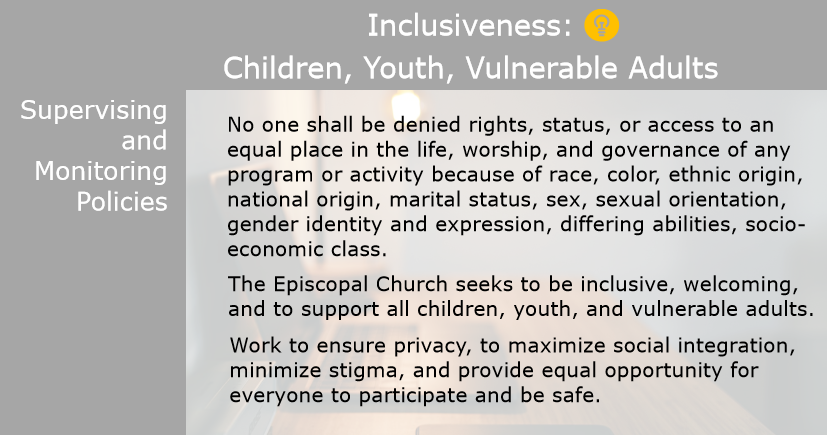 Inclusiveness:
Children, Youth, Vulnerable Adults
Supervising
and
Monitoring
Policies
No one shall be denied rights, status, or access to an
equal place in the life, worship, and governance of any
program or activity because of race, color, ethnic origin,
national origin, marital status, sex, sexual orientation,
gender identity and expression, differing abilities, socio-
economic class.
The Episcopal Church seeks to be inclusive, welcoming,
and to support all children, youth, and vulnerable adults.
Work to ensure privacy, to maximize social integration,
minimize stigma, and provide equal opportunity for
everyone to participate and be safe.